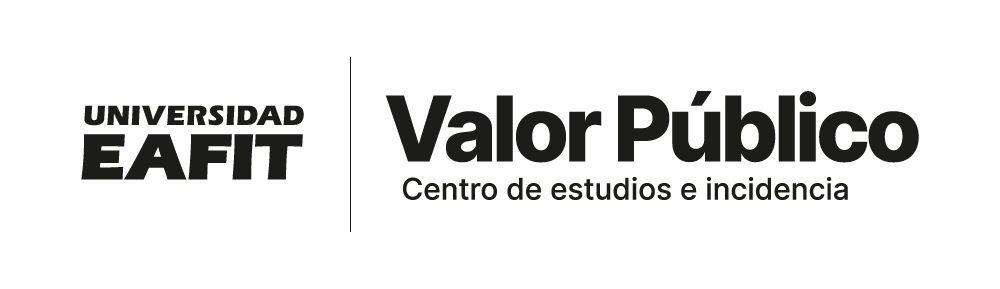 UNIVERSIDAD
EAFIT
Valor Público
Centro de estudios e incidencia